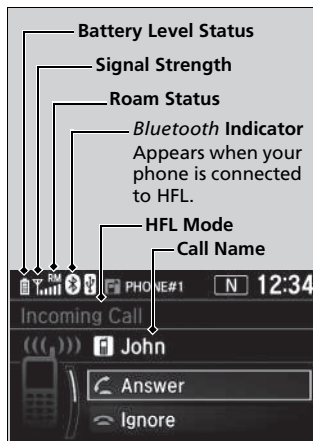 Battery Level Status
Signal Strength
Roam Status
Bluetooth Indicator
Appears when your
phone is connected
to HFL.
HFL Mode
Call Name
RM PHONE#1 N 12:34
Incoming Call
John
Answer
Ignore